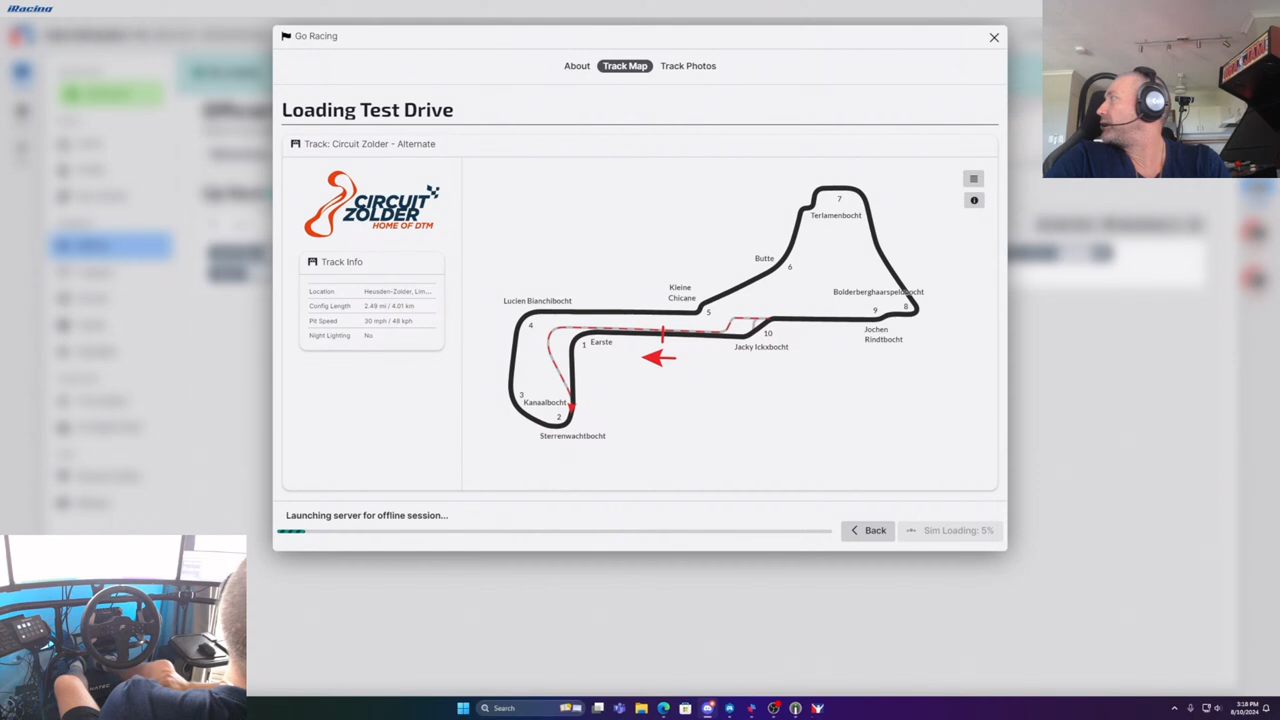 iRacing
Go Racing
About
Track Map
Track Photos
Loading Test Drive
Track: Circuit Zolder - Alternate
CIRCUIT
ZOLDER
HOME OF DTM
Track Info
Location Heusden-Zolder, Lim...
Config Length 2.49 mi / 4.01 km
Pit Speed 30 mph / 48 kph
Night Lighting No
7
Terlamenbocht
Butte
6
Kleine
Chicane
5
Bolderberghaarspeldbocht
9 8
Jochen
Rindtbocht
Lucien Bianchibocht
4
1 Earste
10
Jacky Ickxbocht
3
Kanaalbocht
2
Sterrenwachtbocht
Launching server for offline session...
Back
Sim Loading: 5%
Search
3:18 PM
8/10/2024